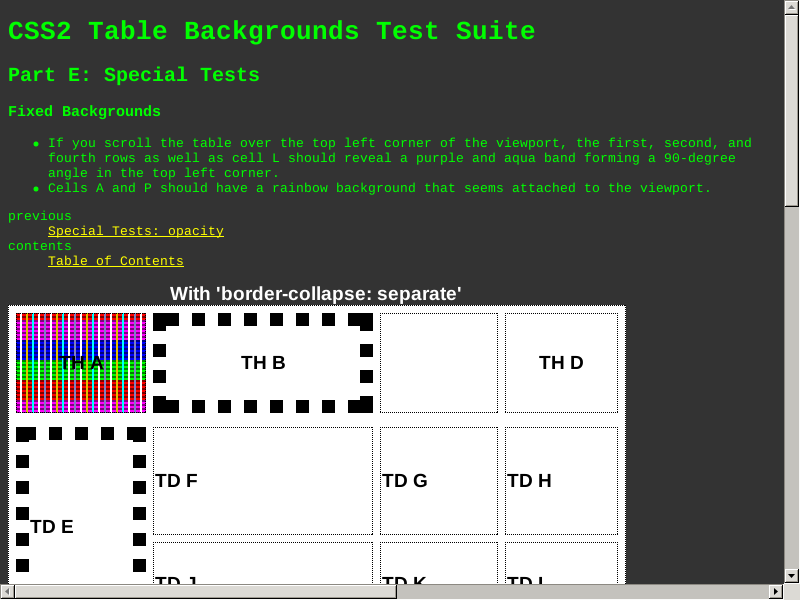 CSS2 Table Backgrounds Test Suite
Part E: Special Tests
Fixed Backgrounds
If you scroll the table over the top left corner of the viewport, the first, second, and
fourth rows as well as cell L should reveal a purple and aqua band forming a 90-degree
angle in the top left corner.
Cells A and P should have a rainbow background that seems attached to the viewport.
previous
Special Tests: opacity
contents
Table of Contents
With 'border-collapse: separate'
TH A
TH B
TH D
TD F
TD G
TD H
TD E
TD J
TD K
TD L